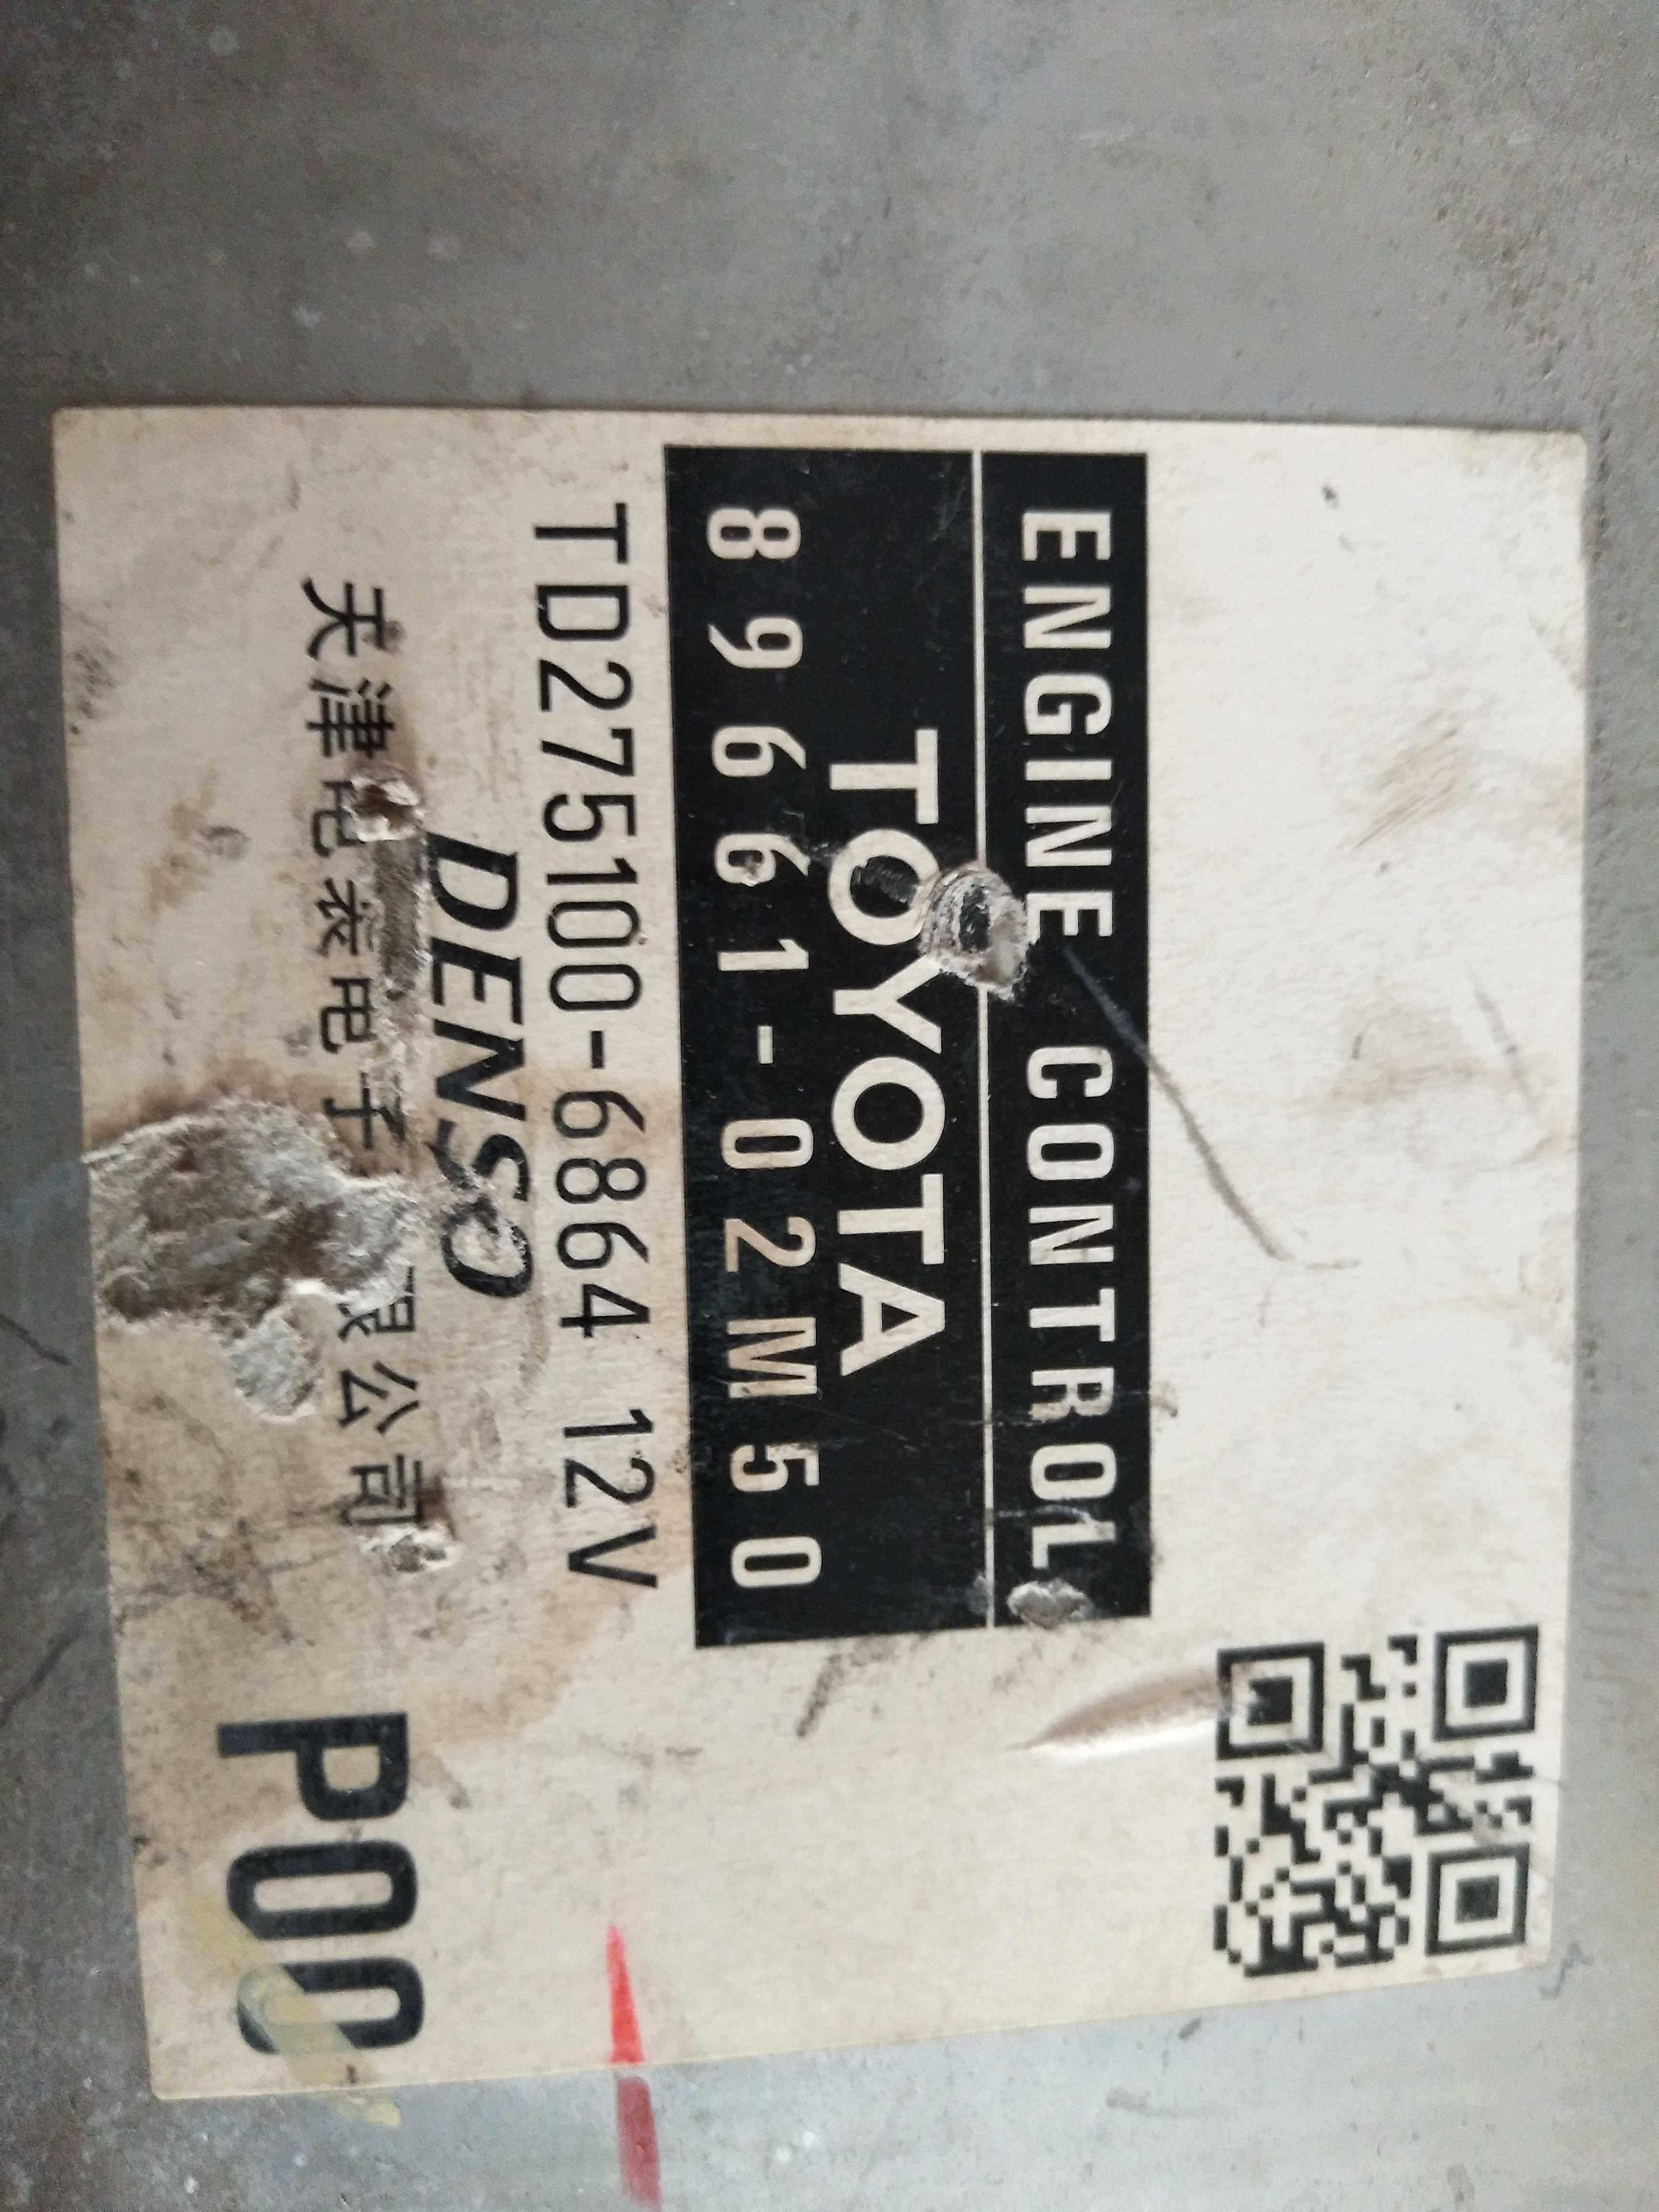 ENGINE CONTROL
TOYOTA
89661-02M50
TD275100-6864 12V
DENSO
天津电装电子 限公司
P00